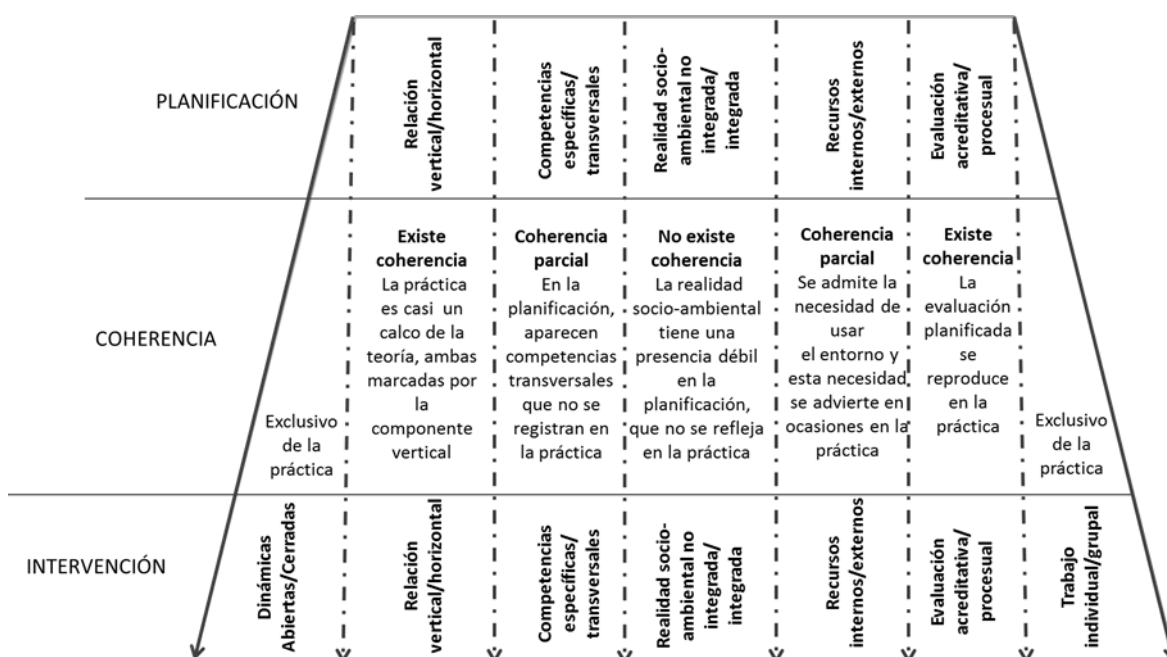 PLANIFICACIÓN
Relación
vertical/horizontal
Competencias
específicas/
transversales
Realidad socio-
ambiental no
integrada/
integrada
Recursos
internos/externos
Evaluación
acreditativa/
procesual
COHERENCIA
Exclusivo
de la
práctica
Existe
coherencia
La práctica
es casi un
calco de la
teoría, ambas
marcadas por
la
componente
vertical
Coherencia
parcial
En la
planificación,
aparecen
competencias
transversales
que no se
registran en
la práctica
No existe
coherencia
La realidad
socio-ambiental
tiene una
presencia débil
en la
planificación,
que no se refleja
en la práctica
Coherencia
parcial
Se admite la
necesidad de
usar
el entorno y
esta necesidad
se advierte en
ocasiones en la
práctica
Existe
coherencia
La
evaluación
planificada
se
reproduce
en la
práctica
Exclusivo
de la
práctica
INTERVENCIÓN
Dinámicas
Abiertas/Cerradas
Relación
vertical/horizontal
Competencias
específicas/
transversales
Realidad socio-
ambiental no
integrada/
integrada
Recursos
internos/externos
Evaluación
acreditativa/
procesual
Trabajo
individual/grupal